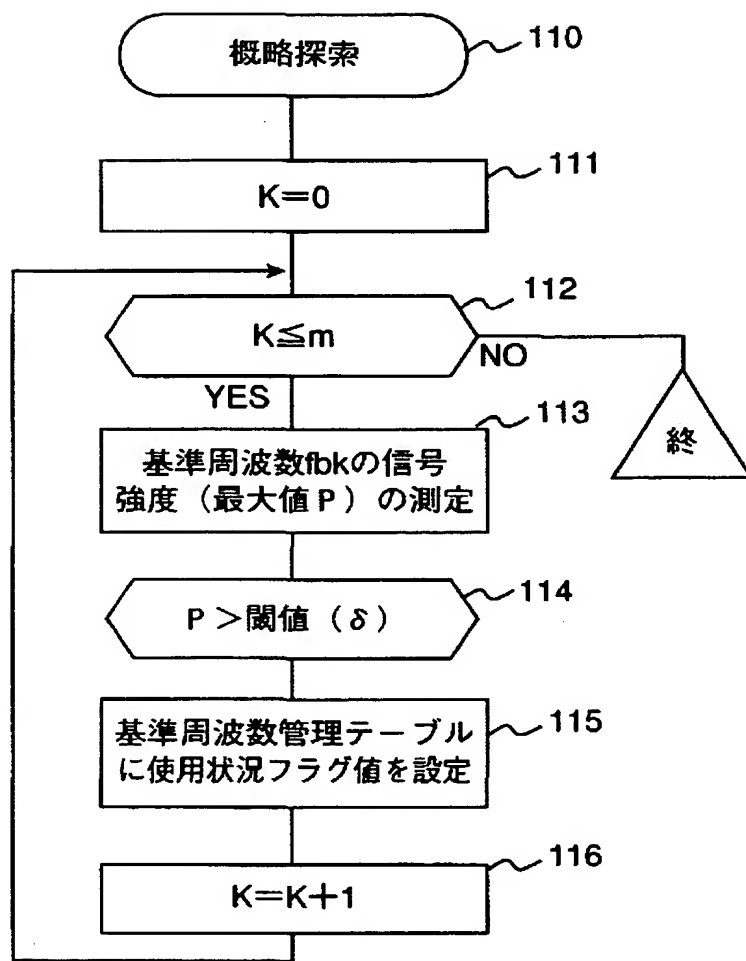 概略探索
110
K=0
111
K≦m
112
NO
YES
終
113
基準周波数fbkの信号
強度（最大値P）の測定
P＞閾値（δ）
114
基準周波数管理テーブル
に使用状況フラグ値を設定
115
K=K+1
116